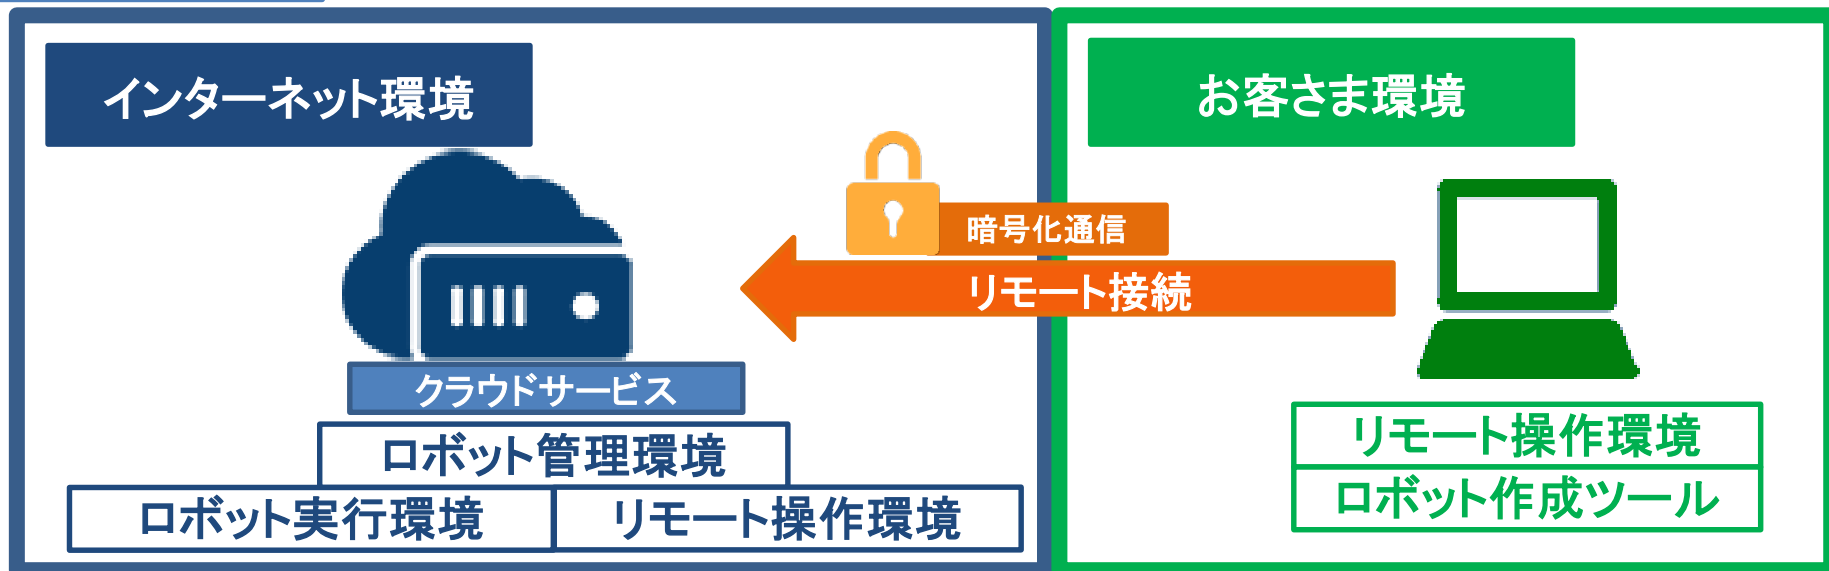 インターネット環境
お客さま環境
暗号化通信
リモート接続
クラウドサービス
ロボット管理環境
ロボット実行環境
リモート操作環境
リモート操作環境
ロボット作成ツール